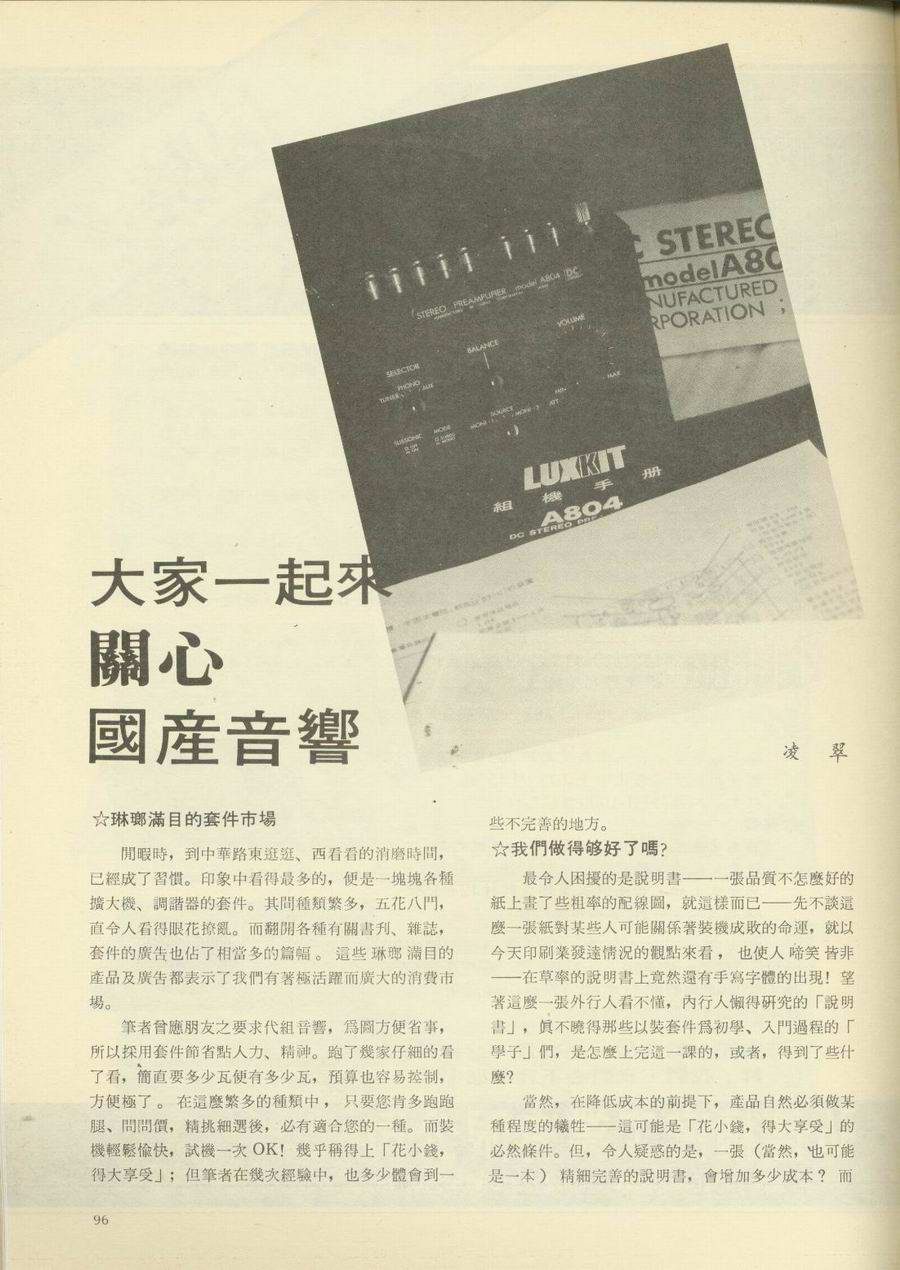 C STEREO
modelA80
NUFACTURED
RPORATION ;
STEREO PREAMPLIFIER model A804 DC
VOLUME
BALANCE
SELECTOR
PHONO
TUNER AUX
MAX
SOURCE
MODE
SUBSONIC
LUXKIT
組機手册
A804
DC STEREO PRE
大家一起來
關心
國産音響
凌翠
☆琳瑯滿目的套件市場
閒暇時，到中華路東逛逛、西看看的消磨時間，
已經成了習慣。印象中看得最多的，便是一塊塊各種
擴大機、調諧器的套件。其間種類繁多，五花八門，
直令人看得眼花撩亂。而翻開各種有關書刋、雜誌，
套件的廣告也佔了相當多的篇幅。這些琳瑯滿目的
產品及廣告都表示了我們有著極活躍而廣大的消費市
場。
筆者曾應朋友之要求代組音響，爲圖方便省事，
所以採用套件節省點人力、精神。跑了幾家仔細的看
了看，簡直要多少瓦便有多少瓦，預算也容易控制，
方便極了。在這麼繁多的種類中，只要您肯多跑跑
腿、問問價，精挑細選後，必有適合您的一種。而裝
機輕鬆愉快，試機一次OK！幾乎稱得上「花小錢，
得大享受」；但筆者在幾次經驗中，也多少體會到一
些不完善的地方。
☆我們做得够好了嗎?
最令人困擾的是說明書——一張品質不怎麼好的
紙上畫了些粗率的配線圖，就這樣而已——先不談這
麼一張紙對某些人可能關係著裝機成敗的命運，就以
今天印刷業發達情況的觀點來看，也使人啼笑皆非
——在草率的說明書上竟然還有手寫字體的出現！望
著這麼一張外行人看不懂，內行人懶得研究的「說明
書」，眞不曉得那些以裝套件爲初學、入門過程的「
學子」們，是怎麼上完這一課的，或者，得到了些什
麼?
當然，在降低成本的前提下，產品自然必須做某
種程度的犧牲——這可能是「花小錢，得大享受」的
必然條件。但，令人疑惑的是，一張（當然，也可能
是一本）精細完善的說明書，會增加多少成本？而
96